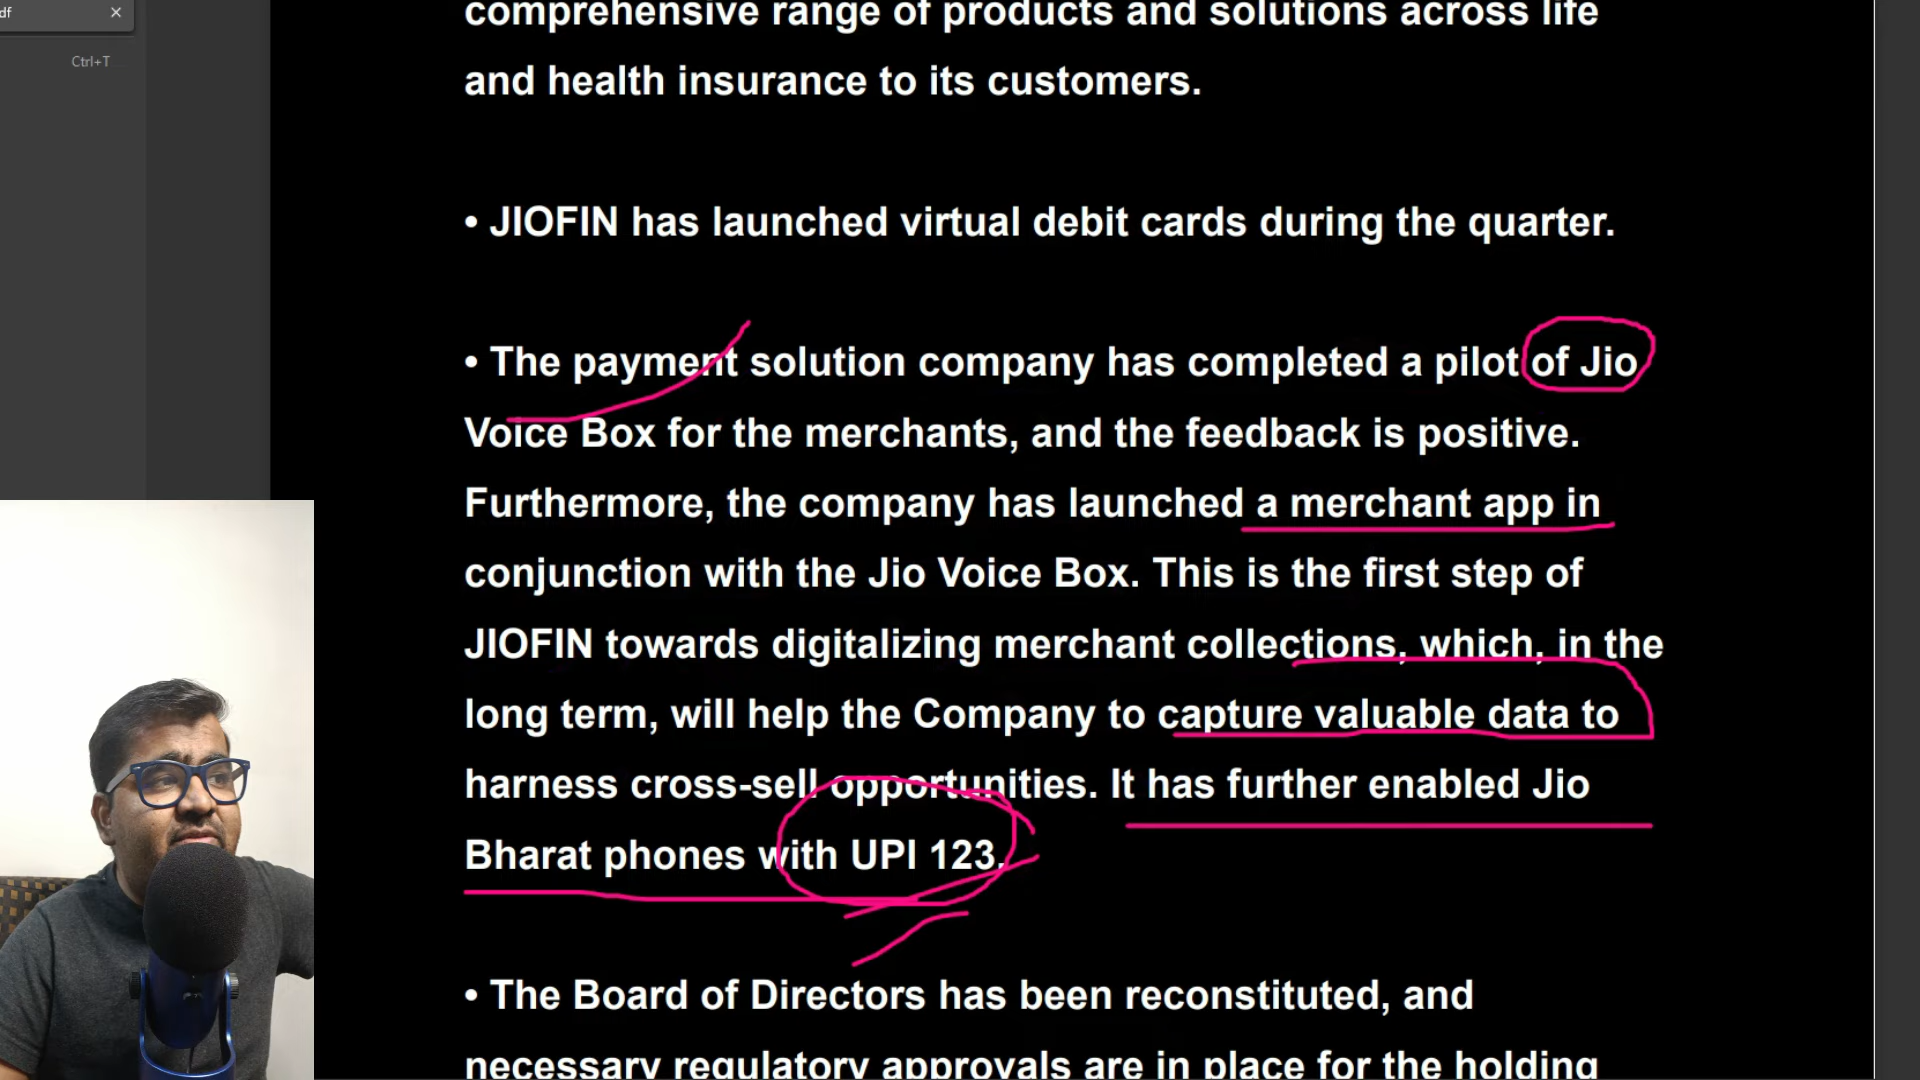 df
Ctrl+T
comprehensive range of products and solutions across life
and health insurance to its customers.
• JIOFIN has launched virtual debit cards during the quarter.
• The payment solution company has completed a pilot of Jio
Voice Box for the merchants, and the feedback is positive.
Furthermore, the company has launched a merchant app in
conjunction with the Jio Voice Box. This is the first step of
JIOFIN towards digitalizing merchant collections, which, in the
long term, will help the Company to capture valuable data to
harness cross-sell opportunities. It has further enabled Jio
Bharat phones with UPI 123.
• The Board of Directors has been reconstituted, and
necessary regulatory approvals are in place for the holding